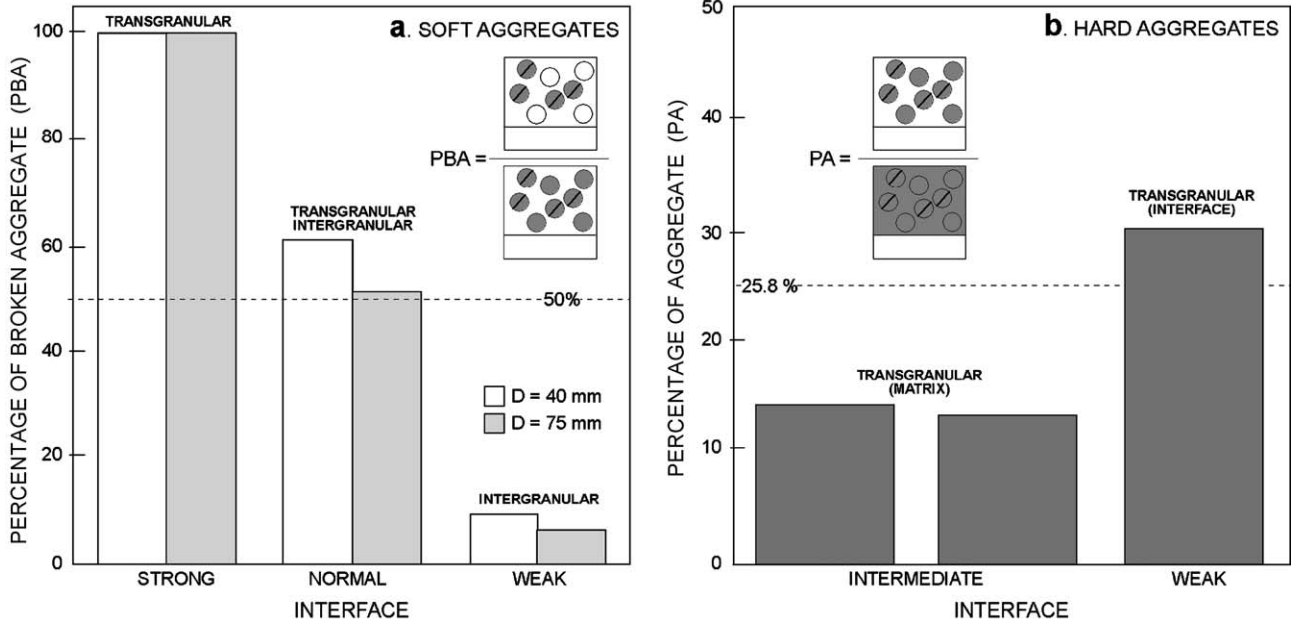 a. SOFT AGGREGATES
PERCENTAGE OF BROKEN AGGREGATE (PBA)
100
80
60
40
20
0
TRANSGRANULAR
TRANSGRANULAR
INTERGRANULAR
INTERGRANULAR
PBA =
50%
D = 40 mm
D = 75 mm
STRONG
NORMAL
WEAK
INTERFACE
b. HARD AGGREGATES
PERCENTAGE OF AGGREGATE (PA)
50
40
30
20
10
0
PA =
25.8 %
TRANSGRANULAR
(MATRIX)
TRANSGRANULAR
(INTERFACE)
INTERMEDIATE
WEAK
INTERFACE